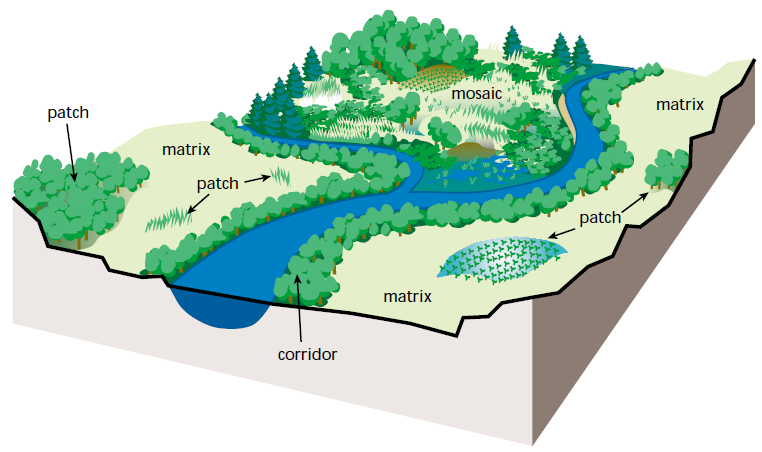 mosaic
matrix
patch
matrix
patch
patch
matrix
corridor